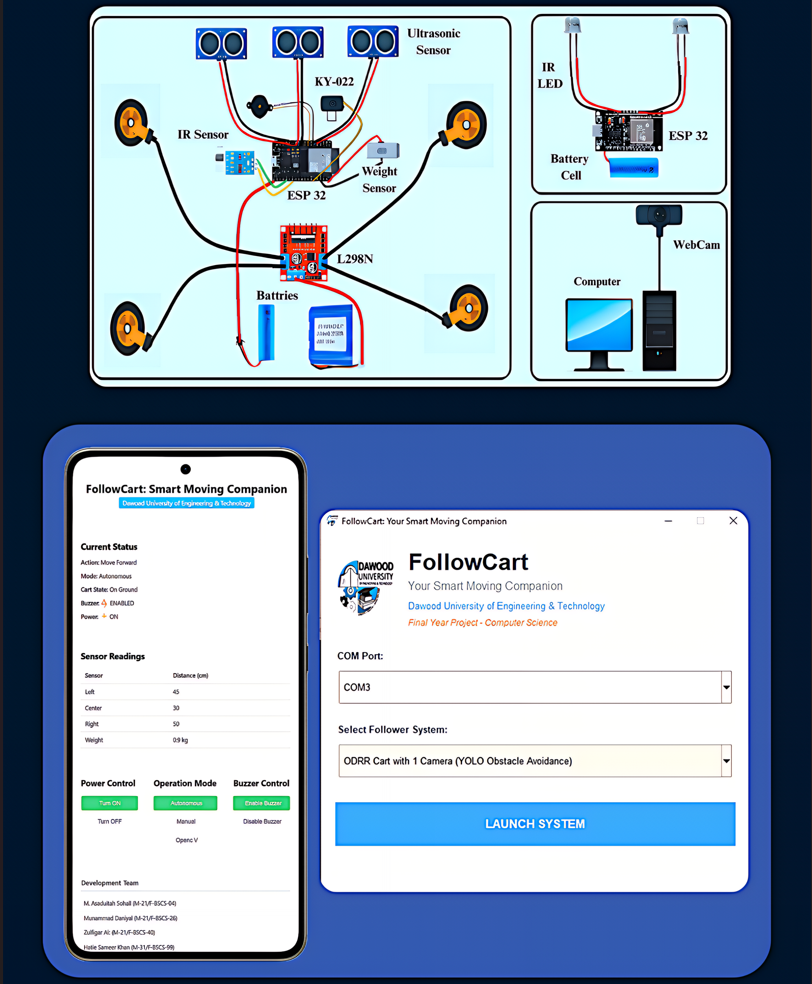 Ultrasonic
Sensor
KY-022
IR Sensor
Weight
Sensor
ESP 32
L298N
Battries
IR
LED
ESP 32
Battery
Cell
WebCam
Computer
FollowCart: Smart Moving Companion
Dawood University of Engineering & Technology
Current Status
Action: Move Forward
Mode: Autonomous
Cart State: On Ground
Buzzer: ENABLED
Power: ON
Sensor Readings
Sensor Distance (cm)
Left 45
Center 30
Right 50
Weight 0.9 kg
Power Control Operation Mode Buzzer Control
Turn ON Autonomous Enable Buzzer
Turn OFF Manual Disable Buzzer
Openc V
Development Team
M. Asadullah Sohail (M-21/F-BSCS-04)
Munammad Daniyal (M-21/F-BSCS-26)
Zulfigar Ai: (M-21/F-BSCS-40)
Hotie Sameer Khan (M-31/F-BSCS-99)
FollowCart: Your Smart Moving Companion
DAWOOD
UNIVERSITY
FollowCart
Your Smart Moving Companion
Dawood University of Engineering & Technology
Final Year Project - Computer Science
COM Port:
COM3
Select Follower System:
ODRR Cart with 1 Camera (YOLO Obstacle Avoidance)
LAUNCH SYSTEM